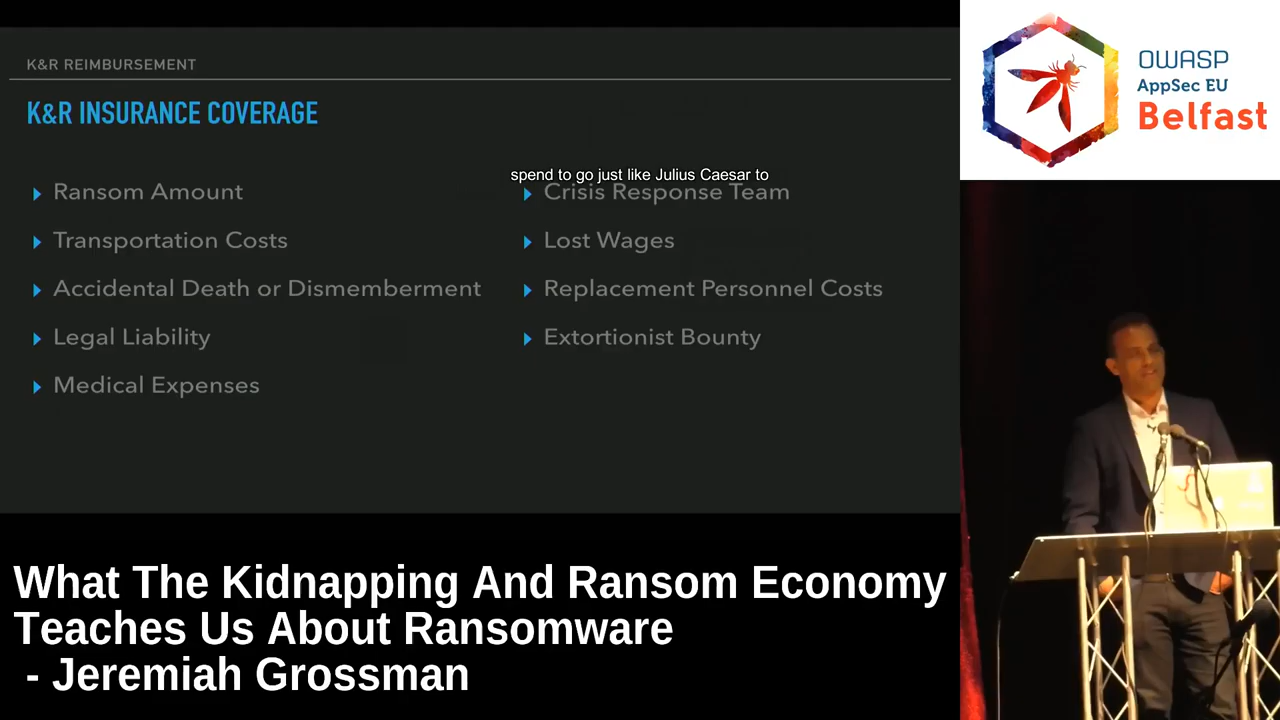 K&R REIMBURSEMENT
K&R INSURANCE COVERAGE
spend to go just like Julius Caesar to
Ransom Amount
Transportation Costs
Accidental Death or Dismemberment
Legal Liability
Medical Expenses
Crisis Response Team
Lost Wages
Replacement Personnel Costs
Extortionist Bounty
OWASP
AppSec EU
Belfast
What The Kidnapping And Ransom Economy
Teaches Us About Ransomware
- Jeremiah Grossman